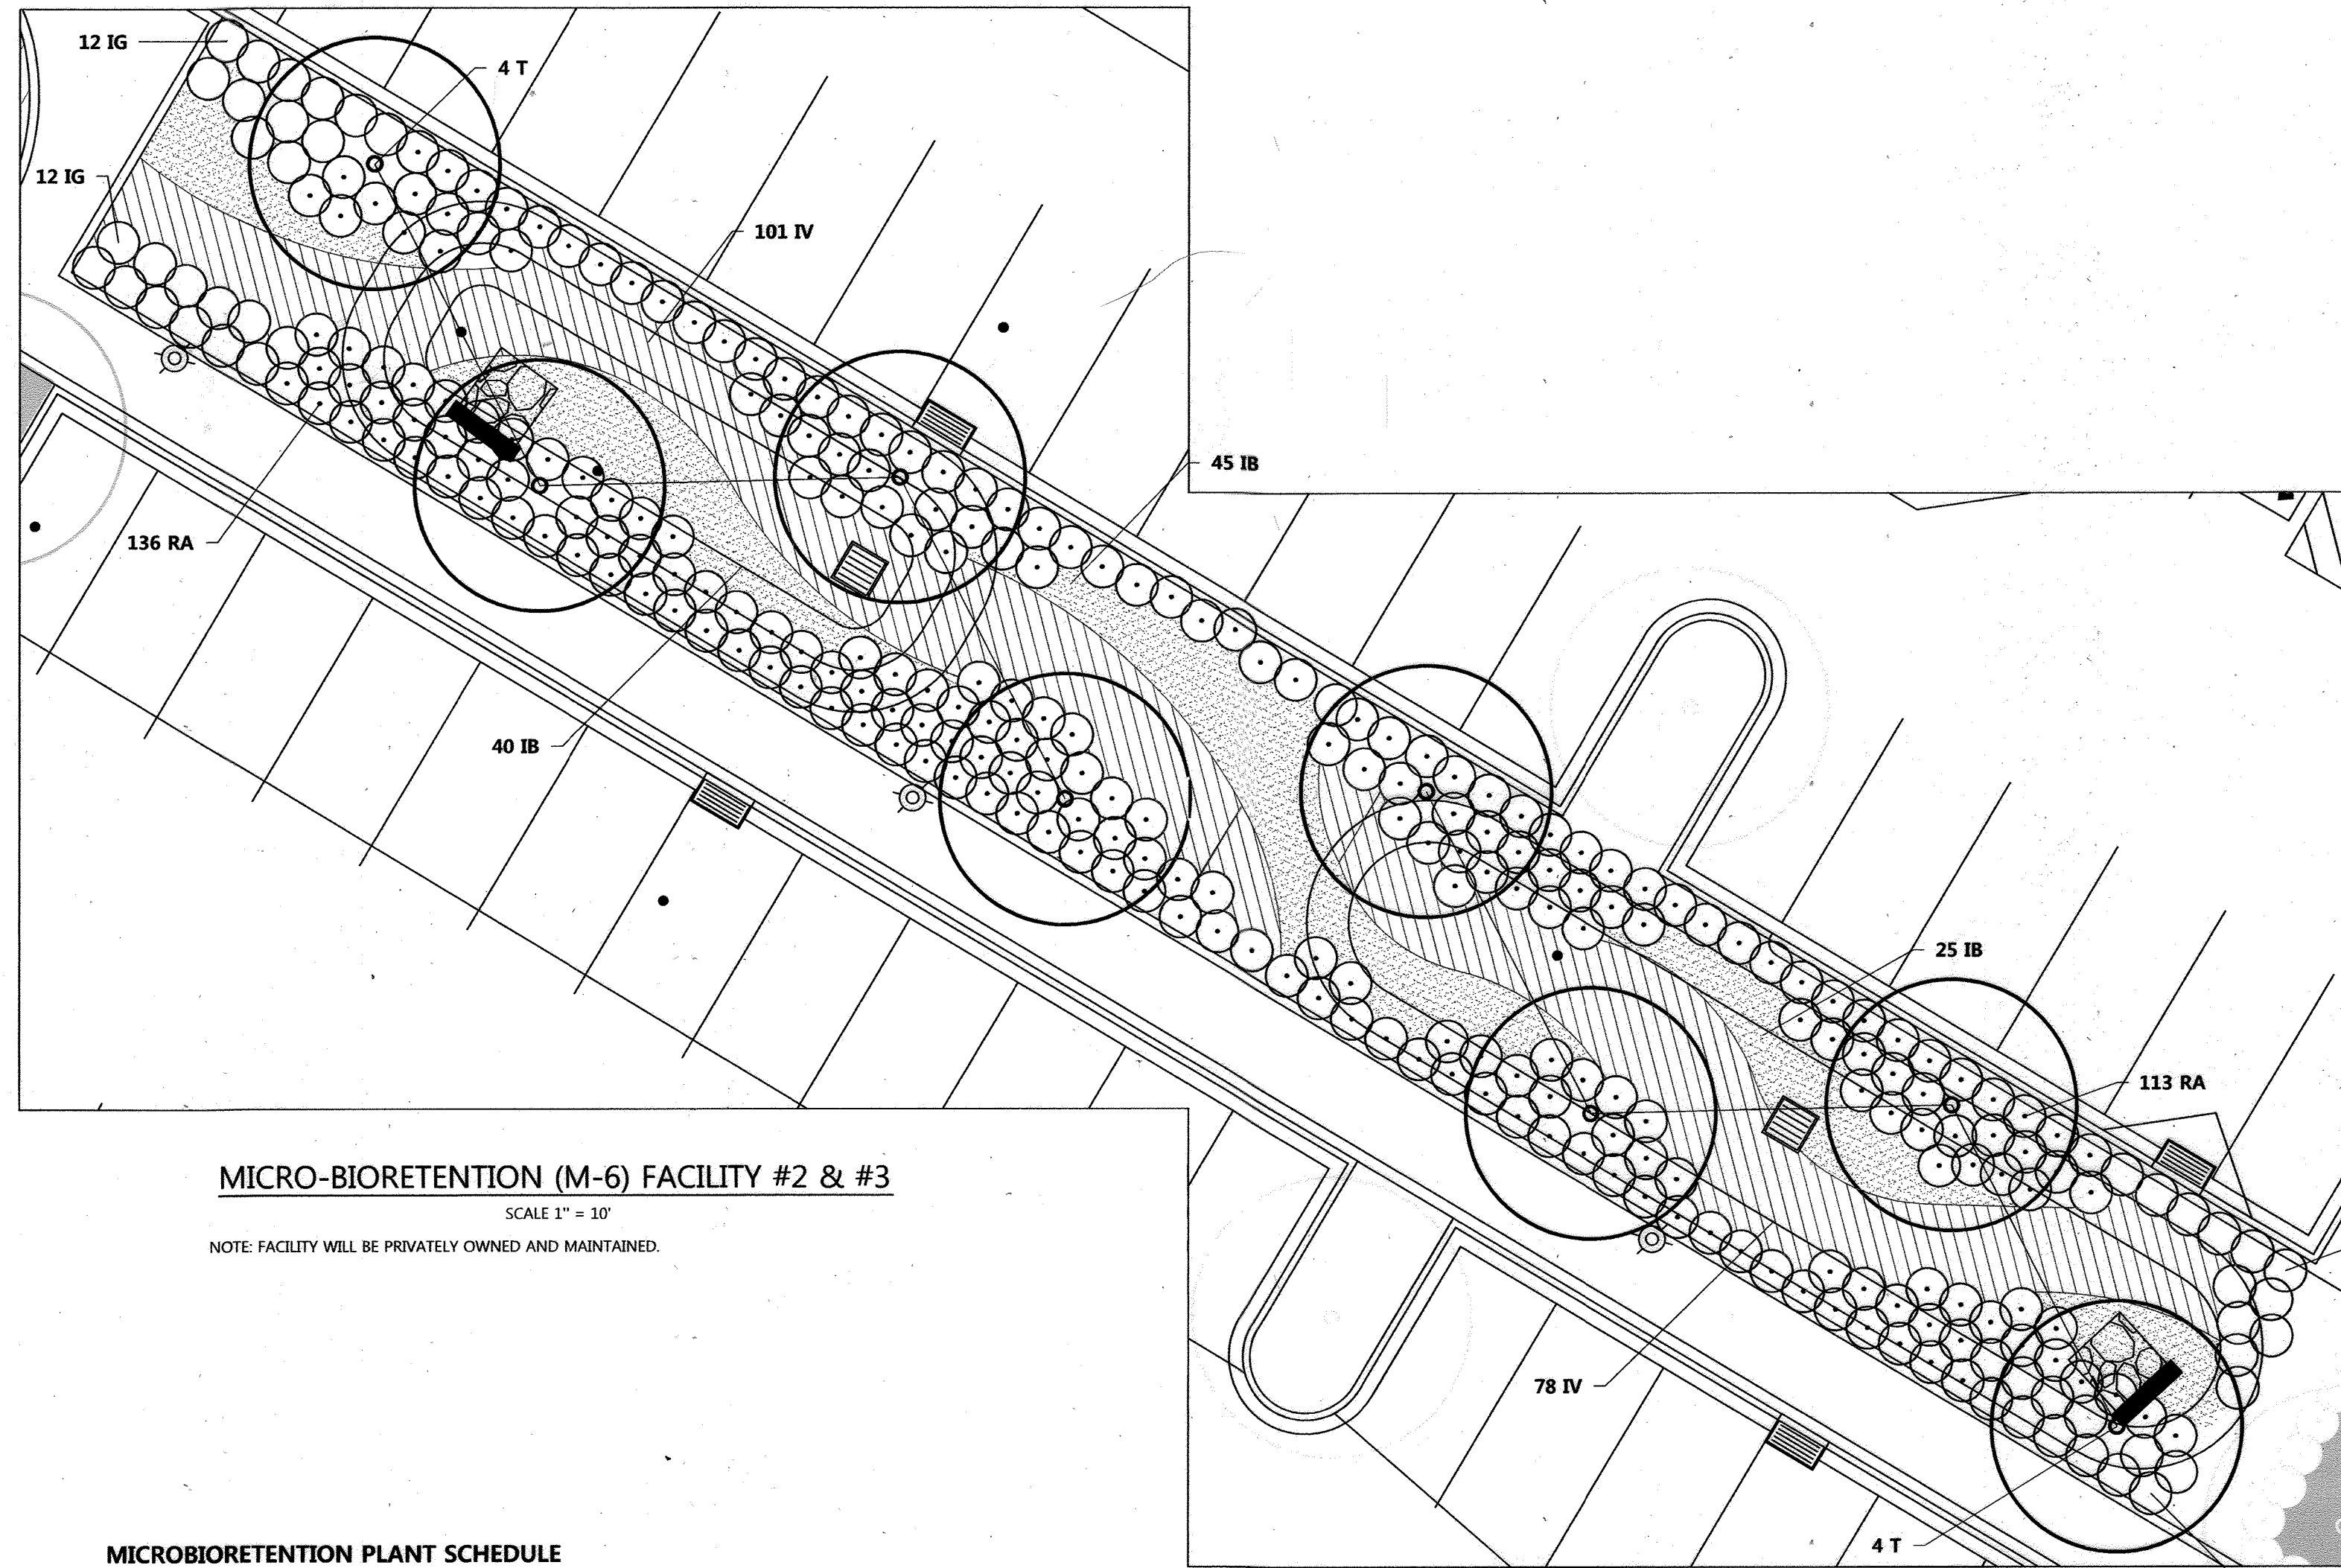 12 IG
4 T
12 IG
101 IV
45 IB
136 RA
40 IB
25 IB
113 RA
MICRO-BIORETENTION (M-6) FACILITY #2 & #3
SCALE 1" = 10'
NOTE: FACILITY WILL BE PRIVATELY OWNED AND MAINTAINED.
78 IV
4 T
MICROBIORETENTION PLANT SCHEDULE